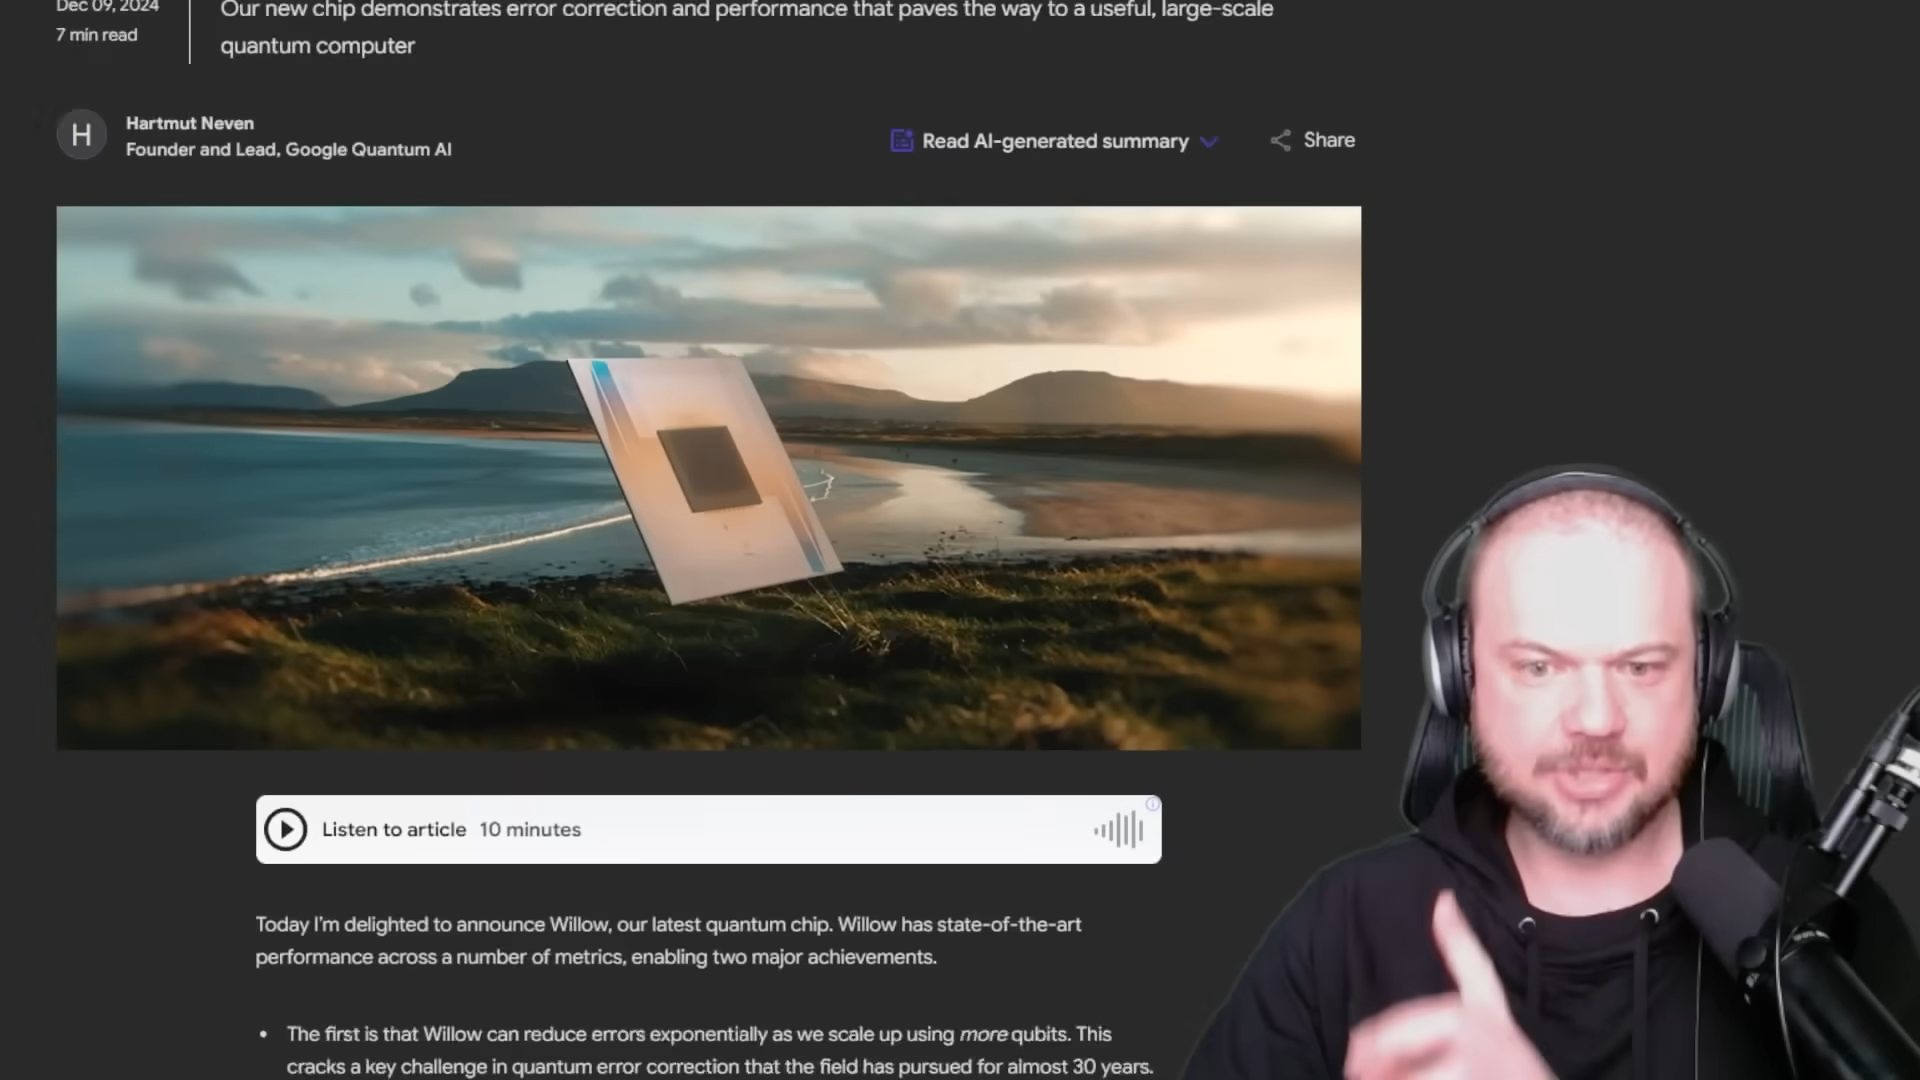 Dec 09, 2024
7 min read
Our new chip demonstrates error correction and performance that paves the way to a useful, large-scale
quantum computer
H
Hartmut Neven
Founder and Lead, Google Quantum AI
Read AI-generated summary
Share
Listen to article 10 minutes
Today I'm delighted to announce Willow, our latest quantum chip. Willow has state-of-the-art
performance across a number of metrics, enabling two major achievements.
• The first is that Willow can reduce errors exponentially as we scale up using more qubits. This
cracks a key challenge in quantum error correction that the field has pursued for almost 30 years.